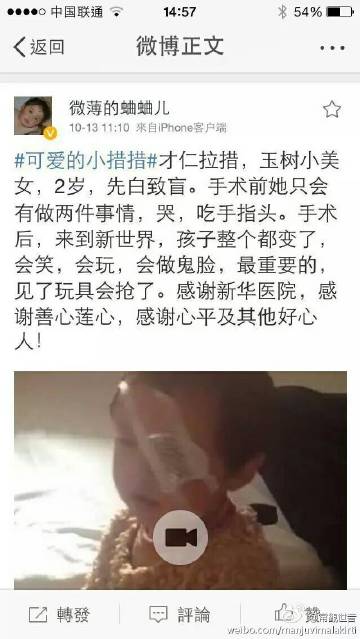 中国联通
14:57
54%
返回
微博正文
微薄的蛐蛐儿
10-13 11:10 來自iPhone客户端
#可爱的小措措#才仁拉措，玉树小美
女，2岁，先白致盲。手术前她只会
有做两件事情，哭，吃手指头。手术
后，来到新世界，孩子整个都变了，
会笑，会玩，会做鬼脸，最重要的，
见了玩具会抢了。感谢新华医院，感
谢善心莲心，感谢心平及其他好心
人！
轉發
評論
weibo.com/manjuvimalakirti